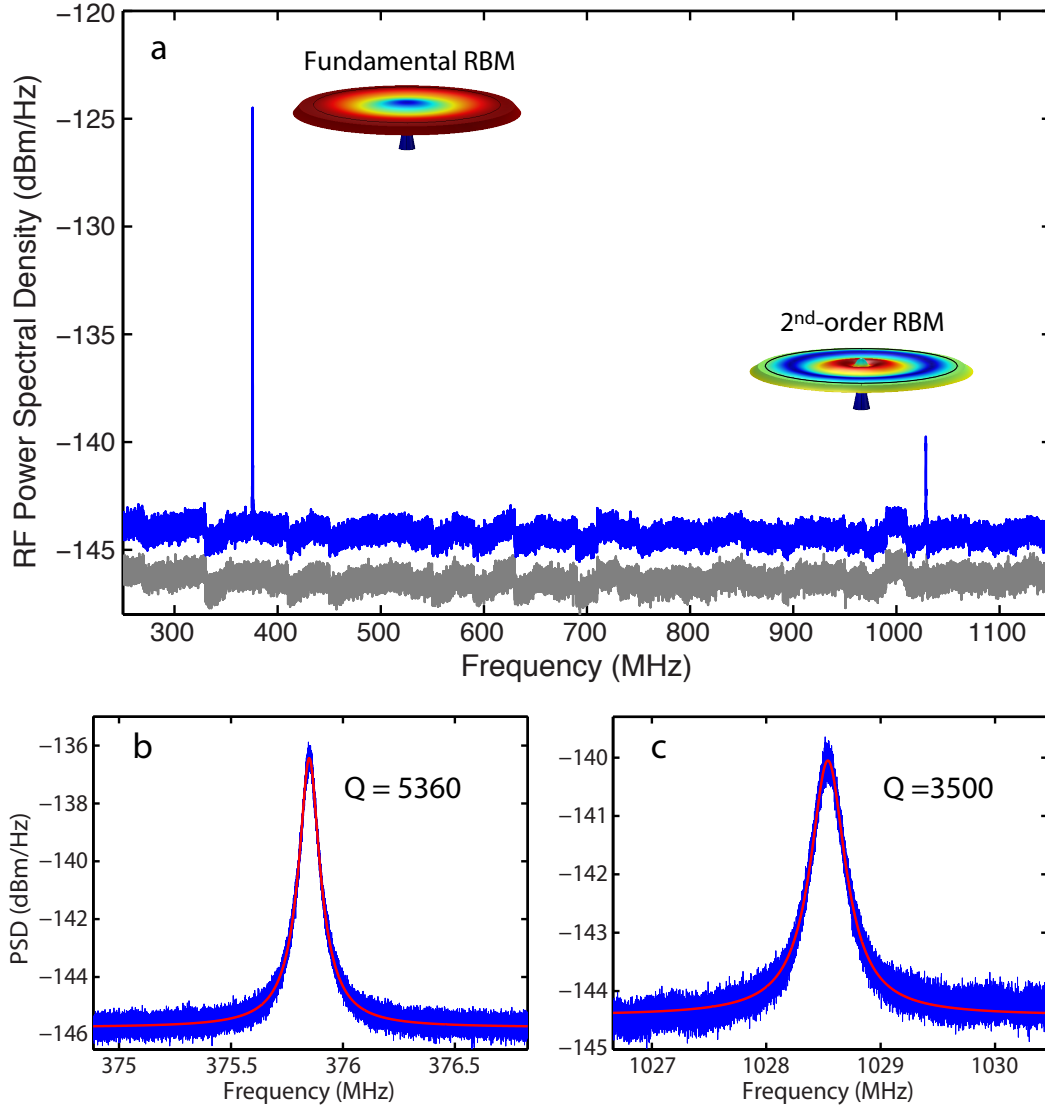 a
Fundamental RBM
2nd-order RBM
RF Power Spectral Density (dBm/Hz)
−120
−125
−130
−135
−140
−145
300 400 500 600 700 800 900 1000 1100
Frequency (MHz)
b
Q = 5360
PSD (dBm/Hz)
−136
−138
−140
−142
−144
−146
375 375.5 376 376.5
Frequency (MHz)
c
Q =3500
−140
−141
−142
−143
−144
−145
1027 1028 1029 1030
Frequency (MHz)